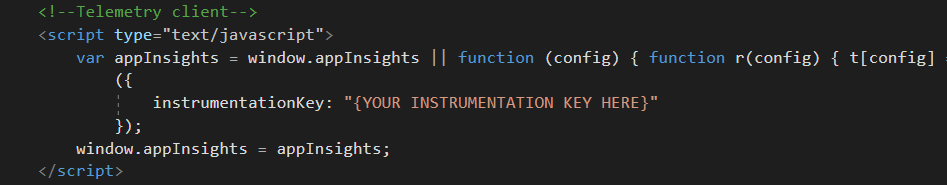 <!--Telemetry client-->
<script type="text/javascript">
var appInsights = window.appInsights || function (config) { function r(config) { t[config] =
({
instrumentationKey: "{YOUR INSTRUMENTATION KEY HERE}"
});
window.appInsights = appInsights;
</script>